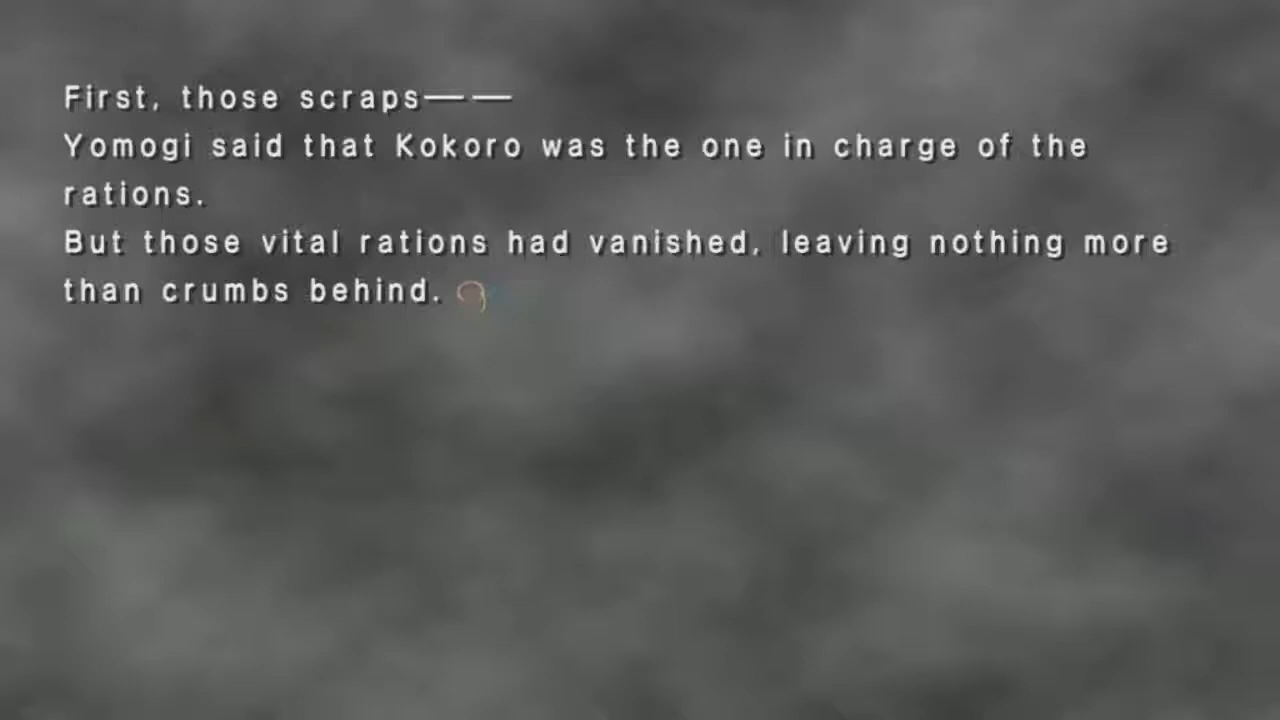 First, those scraps――
Yomogi said that Kokoro was the one in charge of the
rations.
But those vital rations had vanished, leaving nothing more
than crumbs behind.